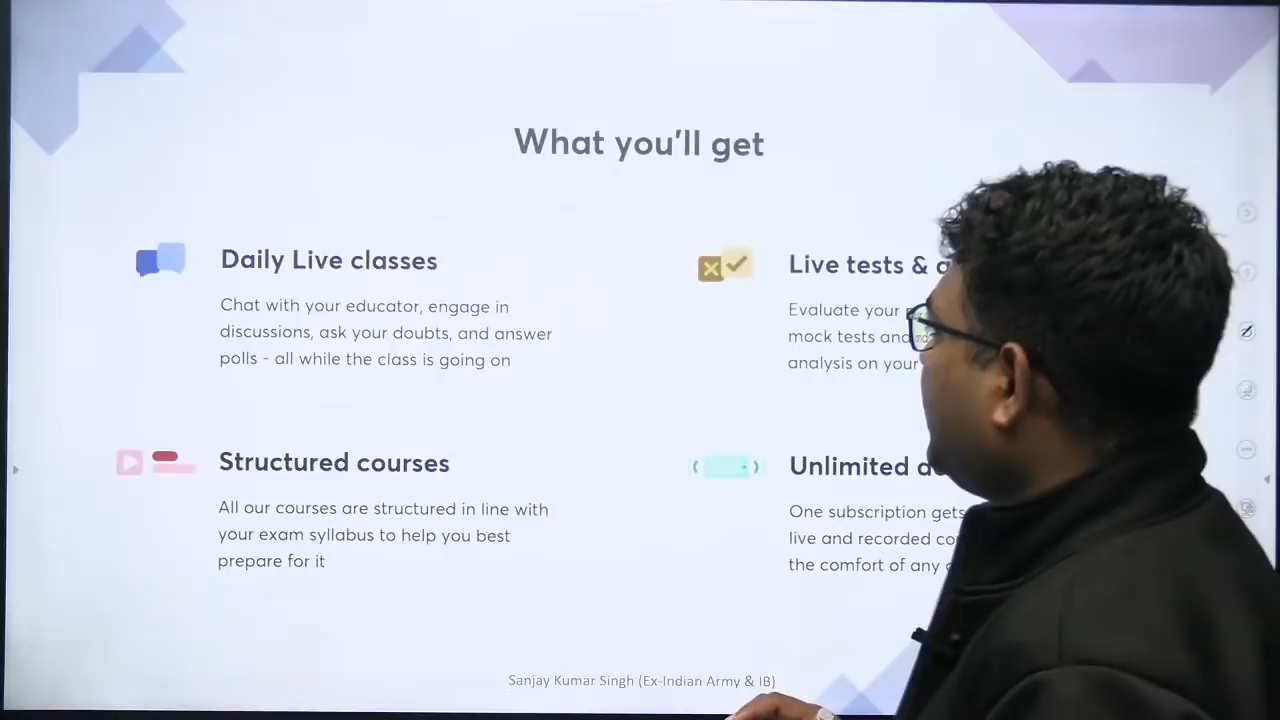 What you'll get
Daily Live classes
Chat with your educator, engage in
discussions, ask your doubts, and answer
polls - all while the class is going on
Live tests &
Evaluate your
mock tests and
analysis on your
Structured courses
All our courses are structured in line with
your exam syllabus to help you best
prepare for it
Unlimited
One subscription gets
live and recorded
the comfort of any
Sanjay Kumar Singh (Ex-Indian Army & IB)